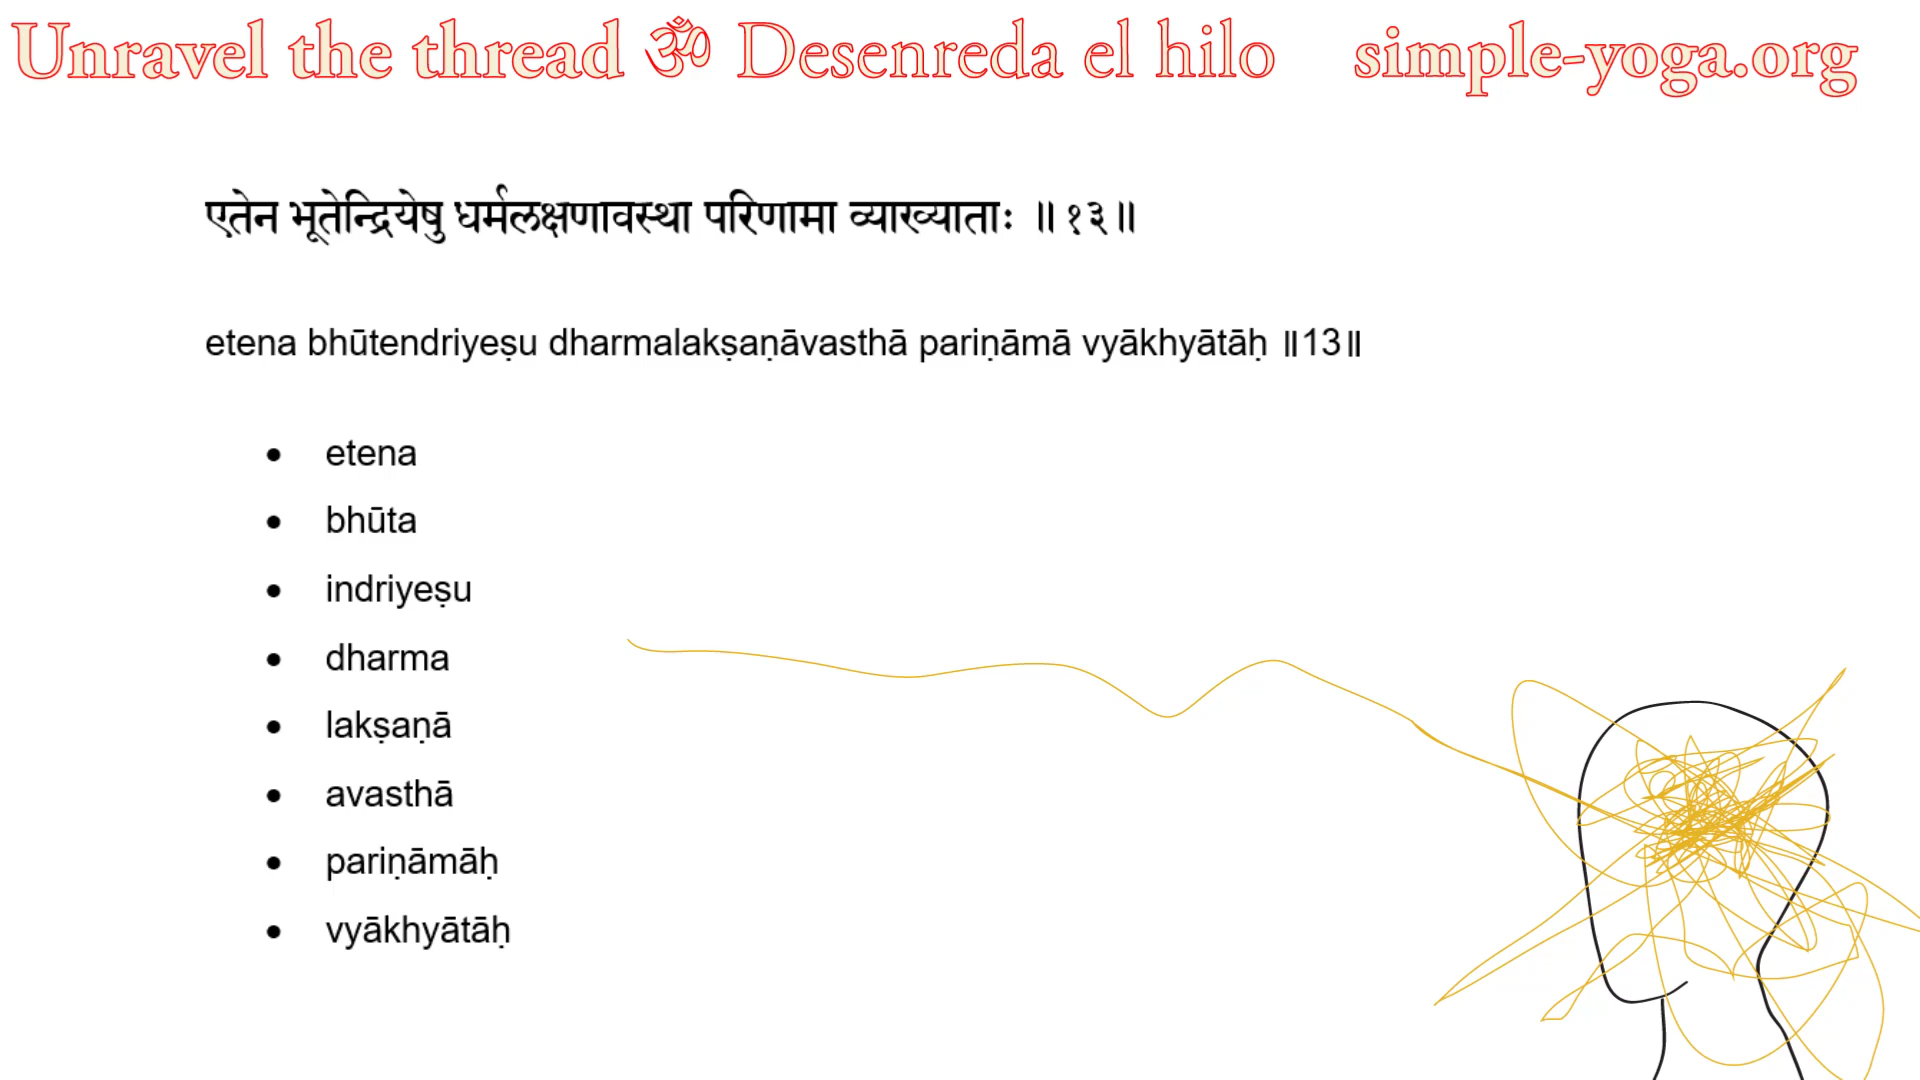 Unravel the thread ॐ Desenreda el hilo simple-yoga.org
एतेन भूतेन्द्रियेषु धर्मलक्षणावस्था परिणामा व्याख्याताः ॥१३॥
etena bhūtendriyeṣu dharmalakṣaṇāvasthā pariṇāmā vyākhyātāḥ ॥13॥
• etena
• bhūta
• indriyeṣu
• dharma
• lakṣaṇā
• avasthā
• pariṇāmāḥ
• vyākhyātāḥ